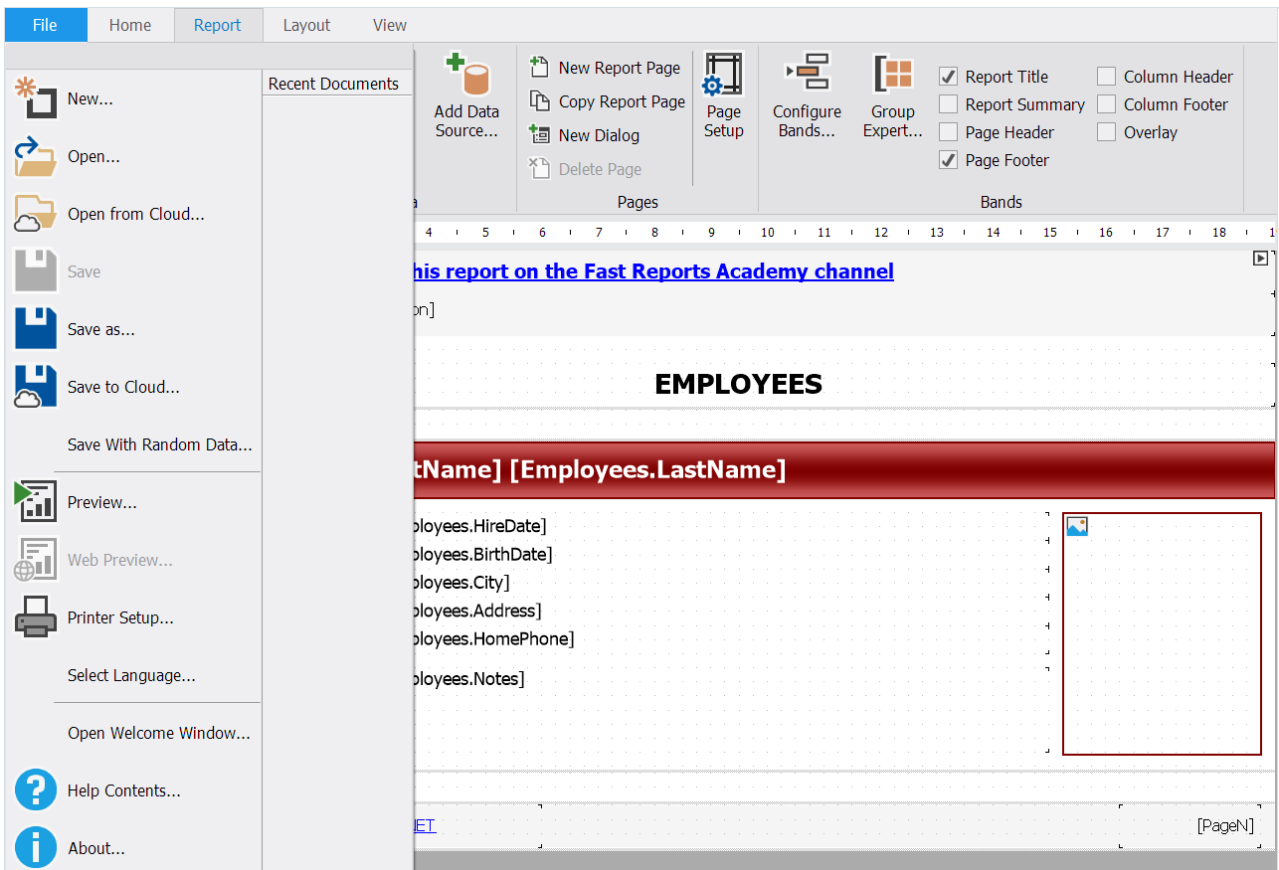 File Home Report Layout View
New...
Open...
Open from Cloud...
Save
Save as...
Save to Cloud...
Save With Random Data...
Preview...
Web Preview...
Printer Setup...
Select Language...
Open Welcome Window...
Help Contents...
About...
Recent Documents
Add Data
Source...
New Report Page
Copy Report Page
New Dialog
Delete Page
Page
Setup
Pages
Configure
Bands...
Group
Expert...
Report Title
Report Summary
Page Header
Page Footer
Column Header
Column Footer
Overlay
Bands
4 5 6 7 8 9 10 11 12 13 14 15 16 17 18
his report on the Fast Reports Academy channel
on]
EMPLOYEES
tName] [Employees.LastName]
ployees.HireDate]
ployees.BirthDate]
ployees.City]
ployees.Address]
ployees.HomePhone]
ployees.Notes]
NET
[PageN]